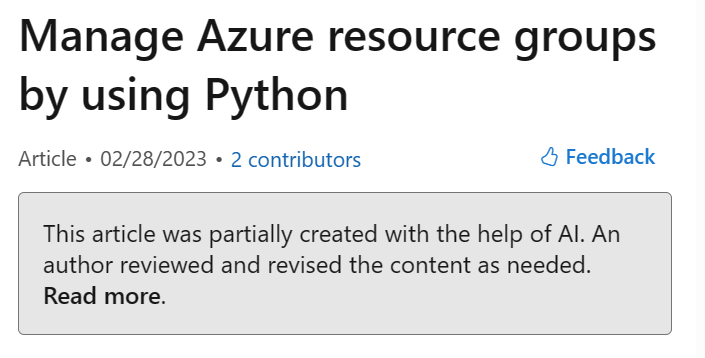 Manage Azure resource groups
by using Python
Article • 02/28/2023 • 2 contributors
Feedback
This article was partially created with the help of AI. An
author reviewed and revised the content as needed.
Read more.